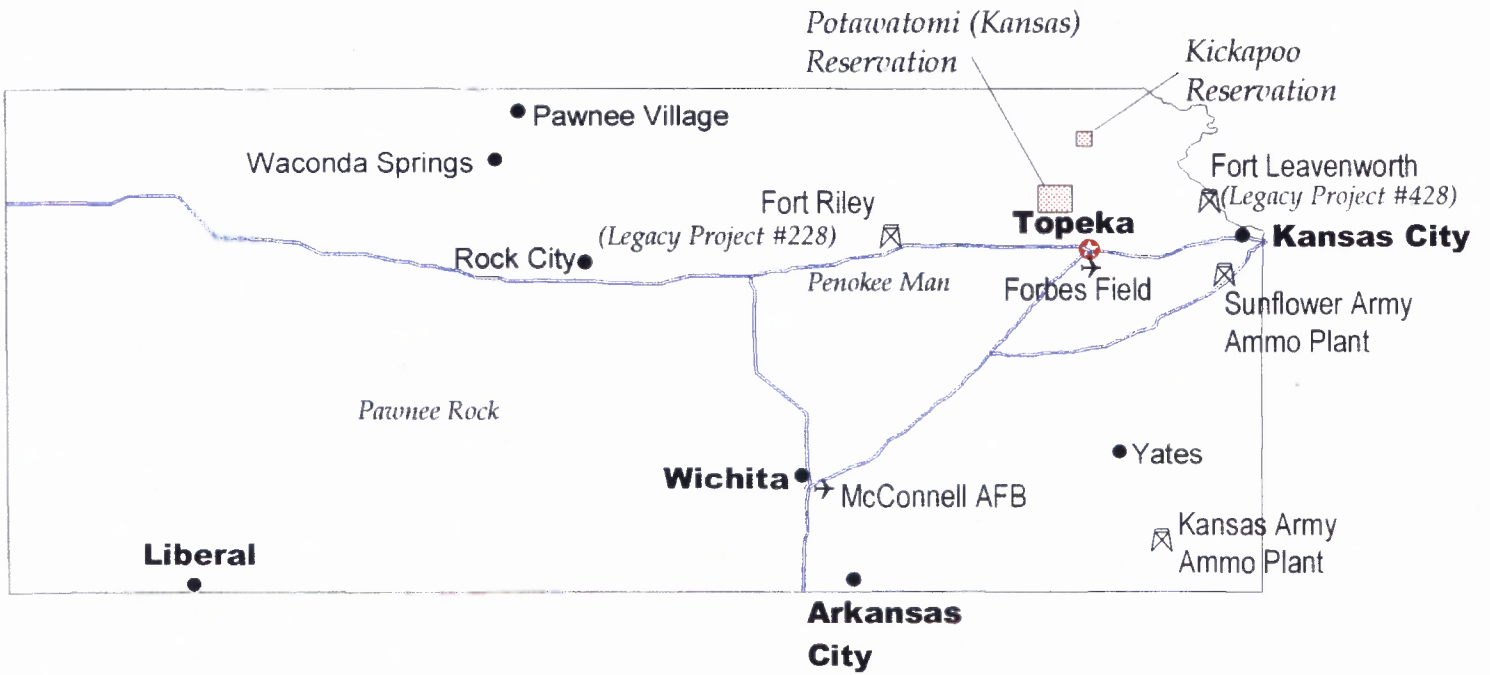 Potawatomi (Kansas)
Reservation
Kickapoo
Reservation
Pawnee Village
Waconda Springs
Fort Leavenworth
(Legacy Project #428)
Fort Riley
(Legacy Project #228)
Topeka
Kansas City
Rock City
Penokee Man
Forbes Field
Sunflower Army
Ammo Plant
Pawnee Rock
Yates
Wichita
McConnell AFB
Kansas Army
Ammo Plant
Liberal
Arkansas
City